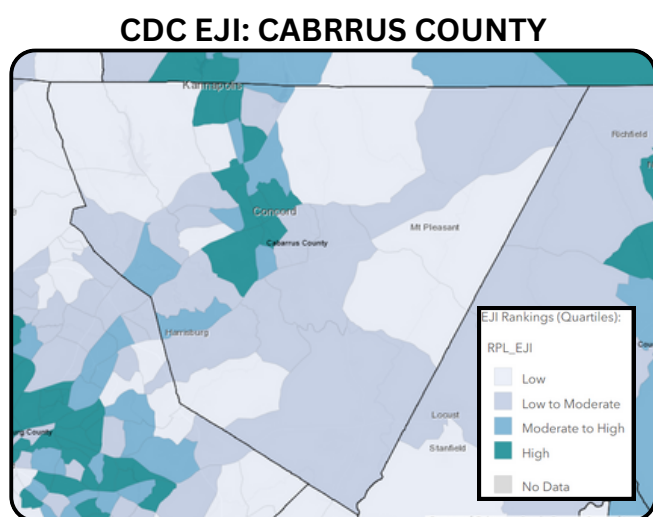 CDC EJI: CABRRUS COUNTY
Kannapolis
Richfield
Concord
Mt Pleasant
Cabarrus County
EJI Rankings (Quartiles):
RPL_EJI
Low
Low to Moderate
Moderate to High
High
No Data
Harrisburg
Locust
Stanfield
County